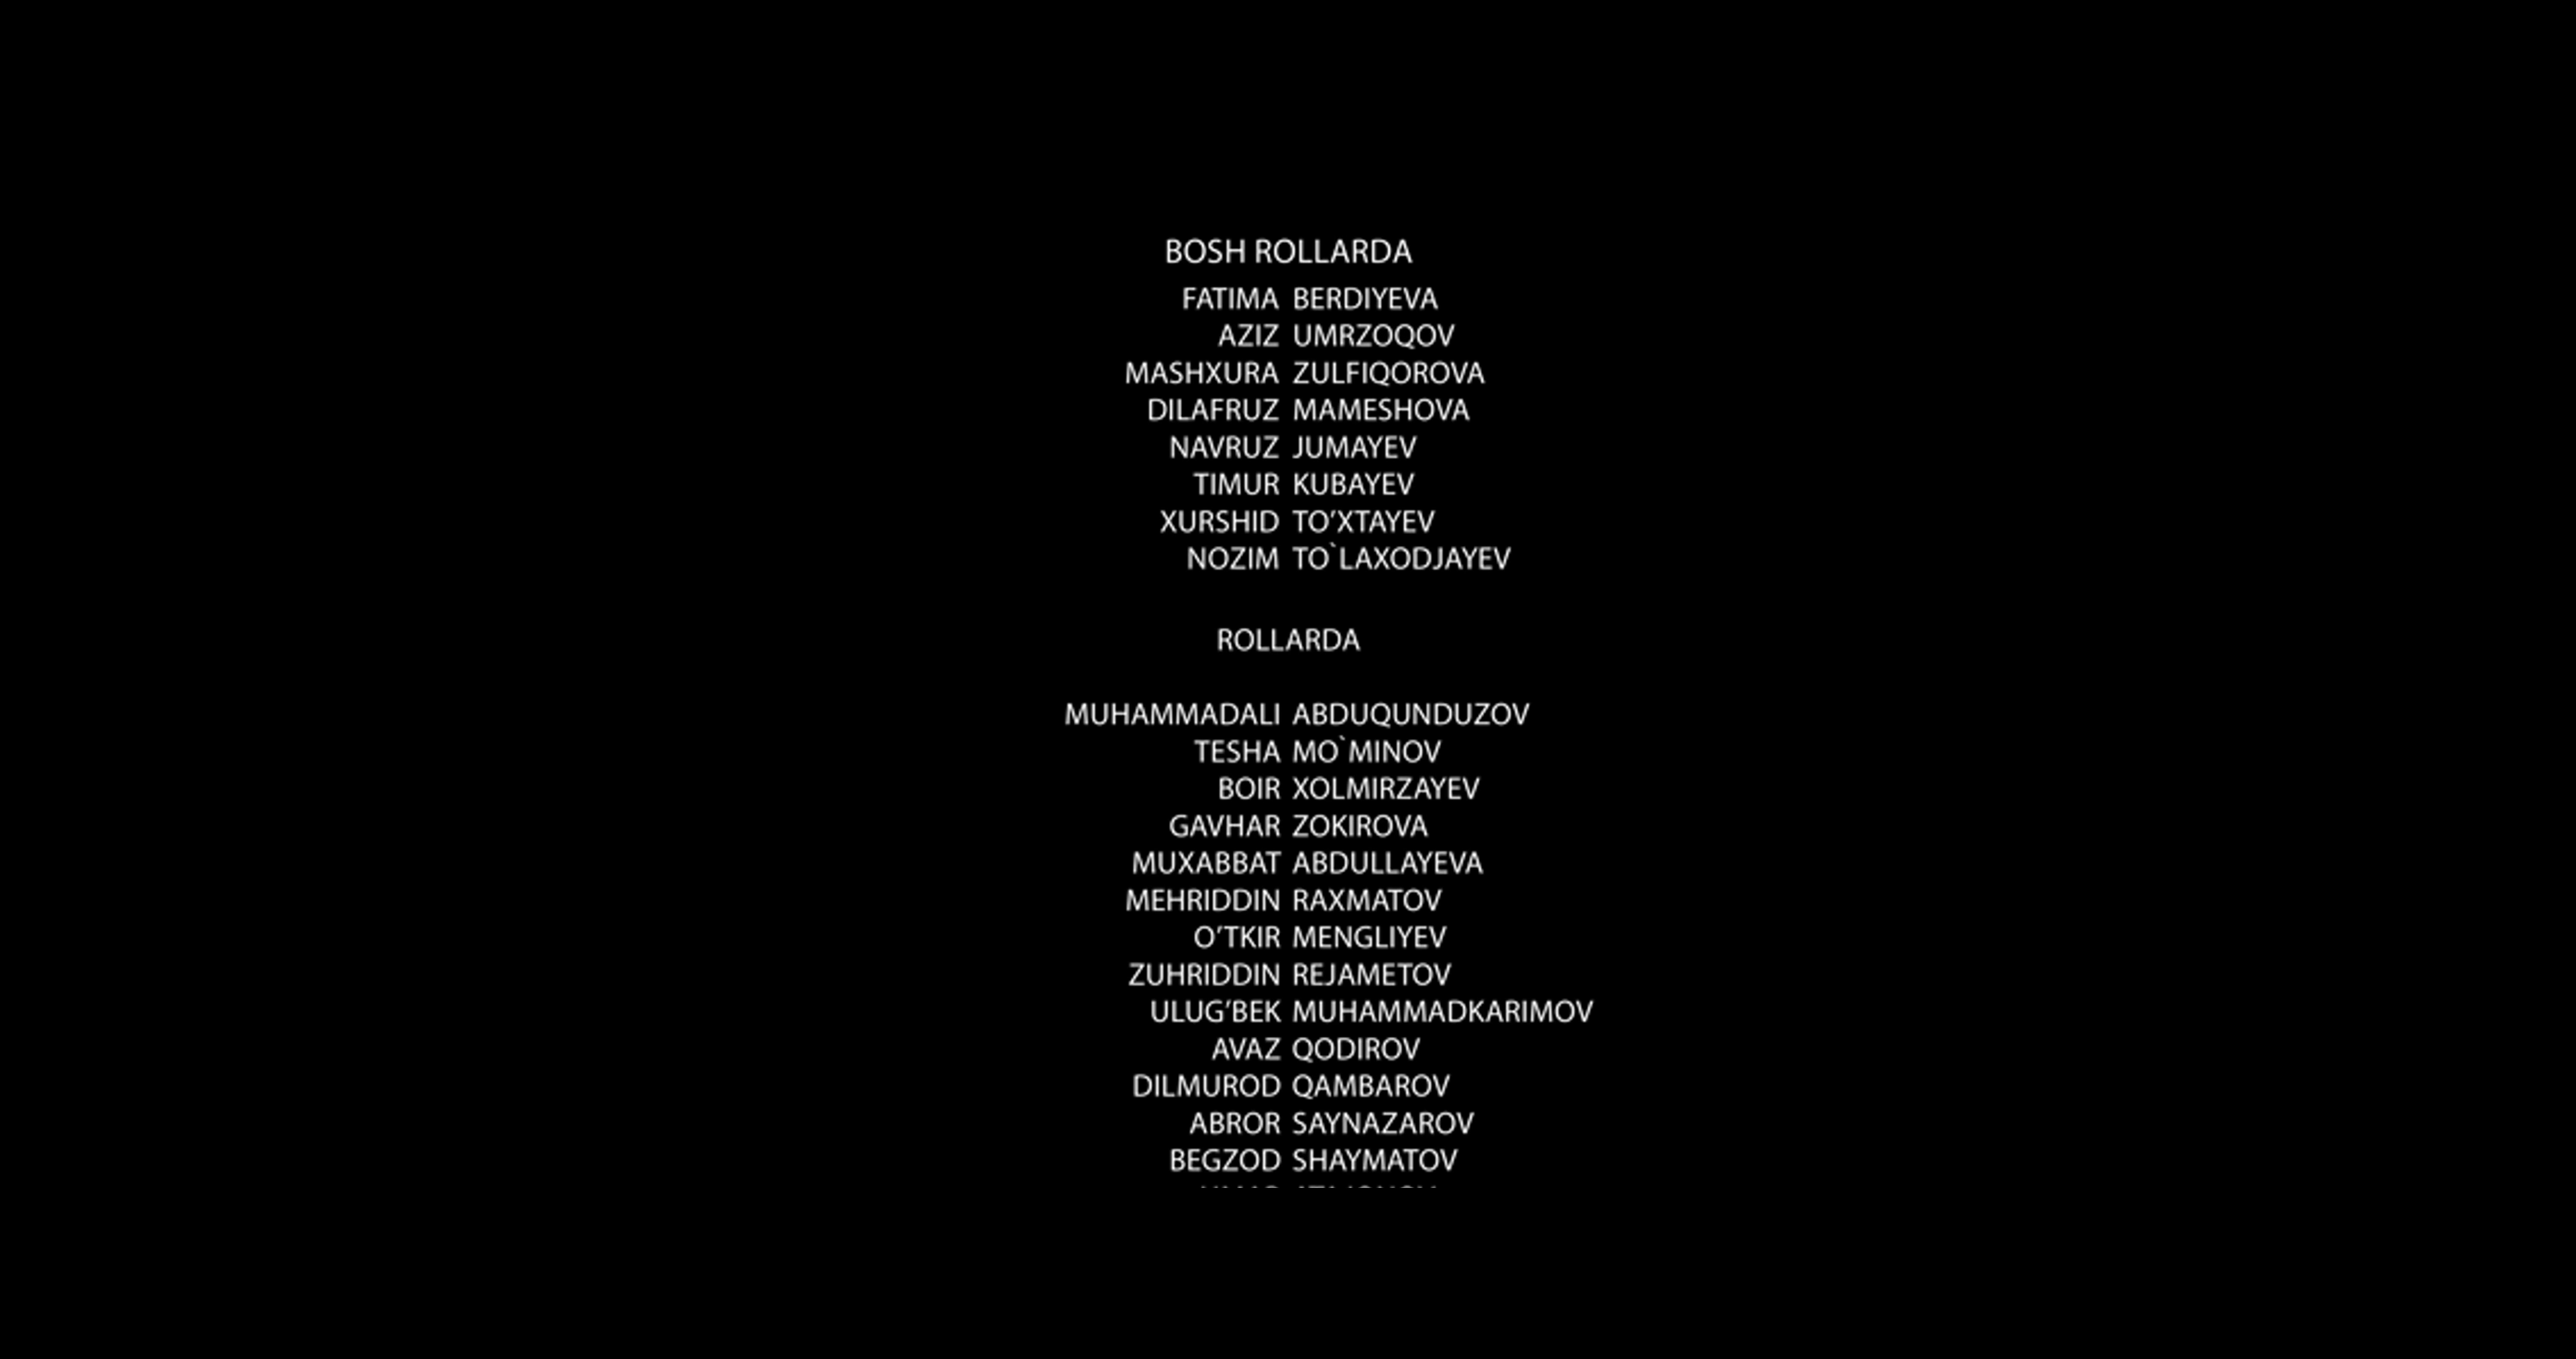 BOSH ROLLARDA
FATIMA BERDIYEVA
AZIZ UMRZOQOV
MASHXURA ZULFIQOROVA
DILAFRUZ MAMESHOVA
NAVRUZ JUMAYEV
TIMUR KUBAYEV
XURSHID TO’XTAYEV
NOZIM TO`LAXODJAYEV
ROLLARDA
MUHAMMADALI ABDUQUNDUZOV
TESHA MO`MINOV
BOIR XOLMIRZAYEV
GAVHAR ZOKIROVA
MUXABBAT ABDULLAYEVA
MEHRIDDIN RAXMATOV
O’TKIR MENGLIYEV
ZUHRIDDIN REJAMETOV
ULUG’BEK MUHAMMADKARIMOV
AVAZ QODIROV
DILMUROD QAMBAROV
ABROR SAYNAZAROV
BEGZOD SHAYMATOV